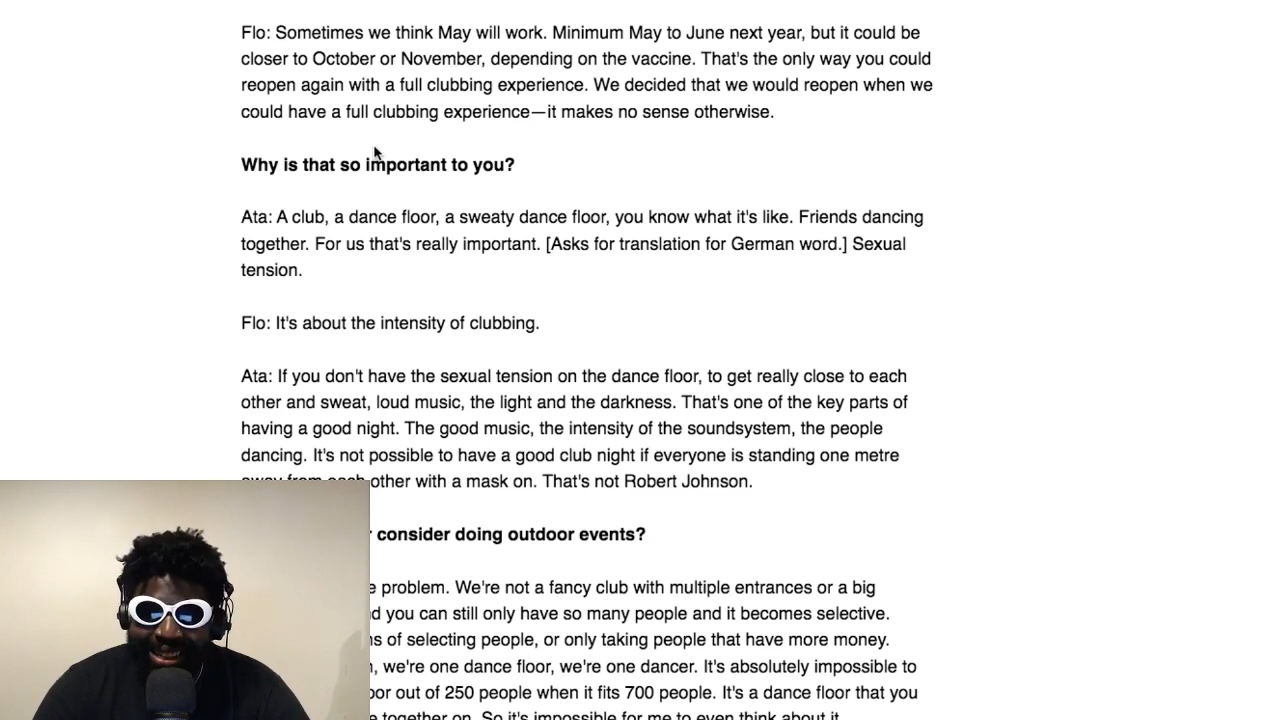 Flo: Sometimes we think May will work. Minimum May to June next year, but it could be
closer to October or November, depending on the vaccine. That's the only way you could
reopen again with a full clubbing experience. We decided that we would reopen when we
could have a full clubbing experience—it makes no sense otherwise.
Why is that so important to you?
Ata: A club, a dance floor, a sweaty dance floor, you know what it's like. Friends dancing
together. For us that's really important. [Asks for translation for German word.] Sexual
tension.
Flo: It's about the intensity of clubbing.
Ata: If you don't have the sexual tension on the dance floor, to get really close to each
other and sweat, loud music, the light and the darkness. That's one of the key parts of
having a good night. The good music, the intensity of the soundsystem, the people
dancing. It's not possible to have a good club night if everyone is standing one metre
away from each other with a mask on. That's not Robert Johnson.
consider doing outdoor events?
problem. We're not a fancy club with multiple entrances or a big
you can still only have so many people and it becomes selective.
of selecting people, or only taking people that have more money.
we're one dance floor, we're one dancer. It's absolutely impossible to
out of 250 people when it fits 700 people. It's a dance floor that you
together on. So it's impossible for me to even think about it.